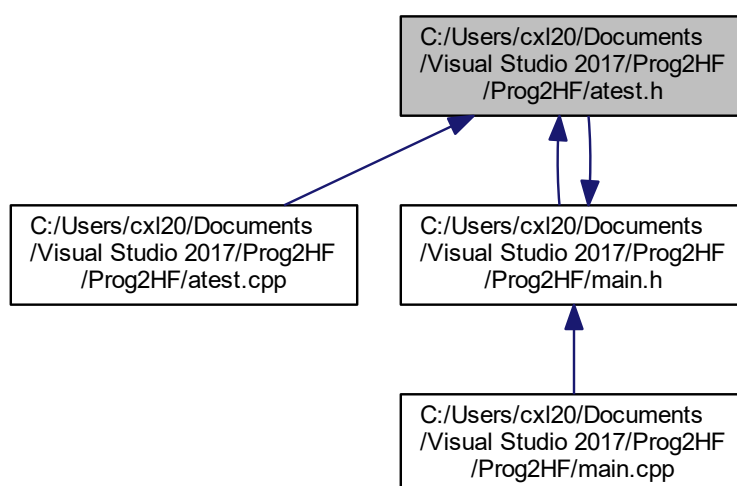 C:/Users/cxl20/Documents
/Visual Studio 2017/Prog2HF
/Prog2HF/atest.h
C:/Users/cxl20/Documents
/Visual Studio 2017/Prog2HF
/Prog2HF/atest.cpp
C:/Users/cxl20/Documents
/Visual Studio 2017/Prog2HF
/Prog2HF/main.h
C:/Users/cxl20/Documents
/Visual Studio 2017/Prog2HF
/Prog2HF/main.cpp